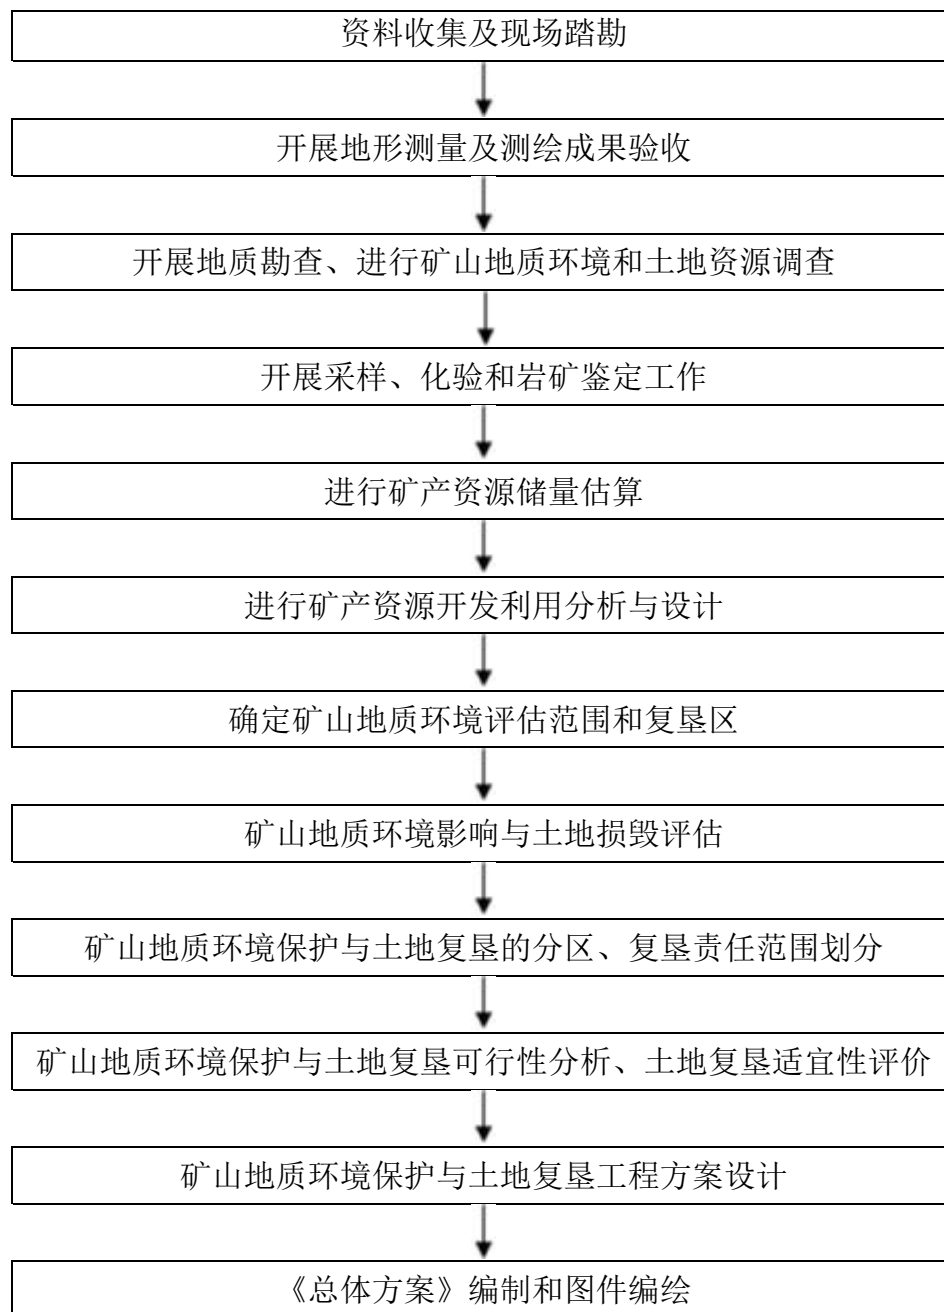 资料收集及现场踏勘
开展地形测量及测绘成果验收
开展地质勘查、进行矿山地质环境和土地资源调查
开展采样、化验和岩矿鉴定工作
进行矿产资源储量估算
进行矿产资源开发利用分析与设计
确定矿山地质环境评估范围和复垦区
矿山地质环境影响与土地损毁评估
矿山地质环境保护与土地复垦的分区、复垦责任范围划分
矿山地质环境保护与土地复垦可行性分析、土地复垦适宜性评价
矿山地质环境保护与土地复垦工程方案设计
《总体方案》编制和图件编绘